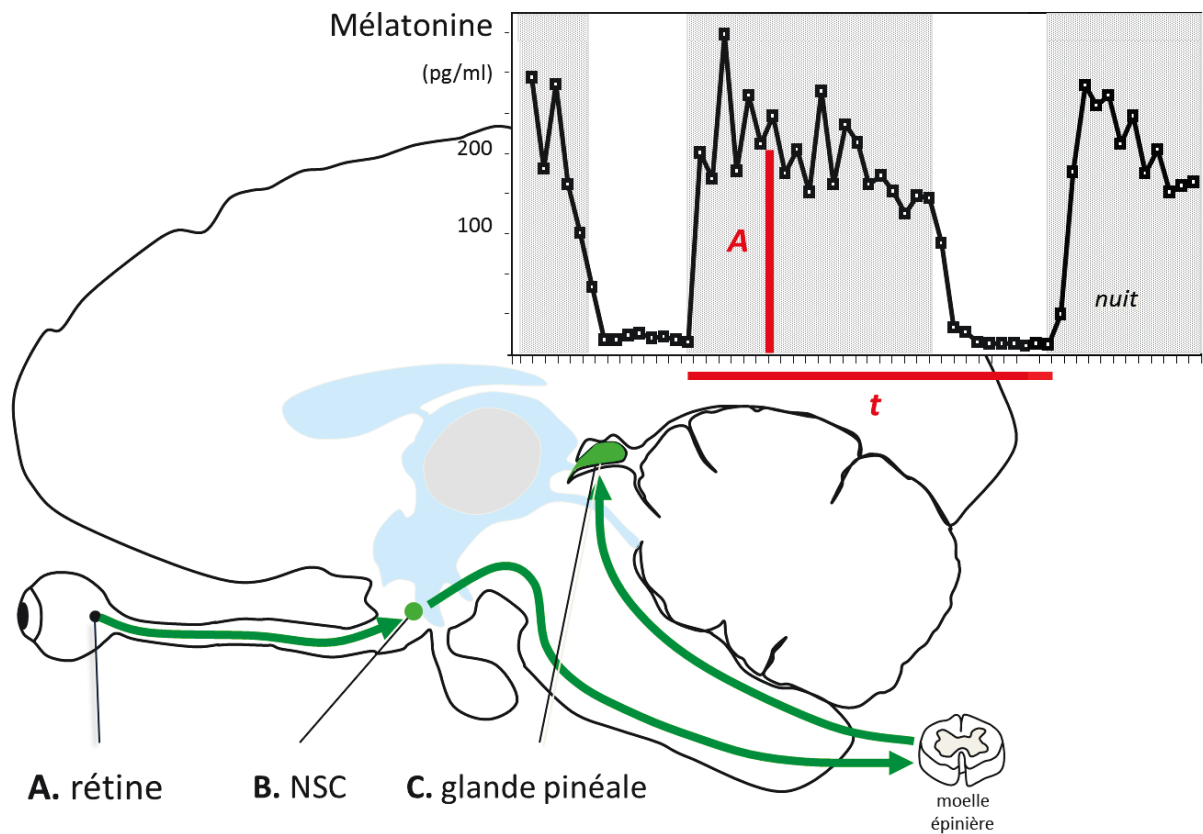 Mélatonine
(pg/ml)
200
100
A
nuit
t
A. rétine
B. NSC
C. glande pinéale
moelle
épinière